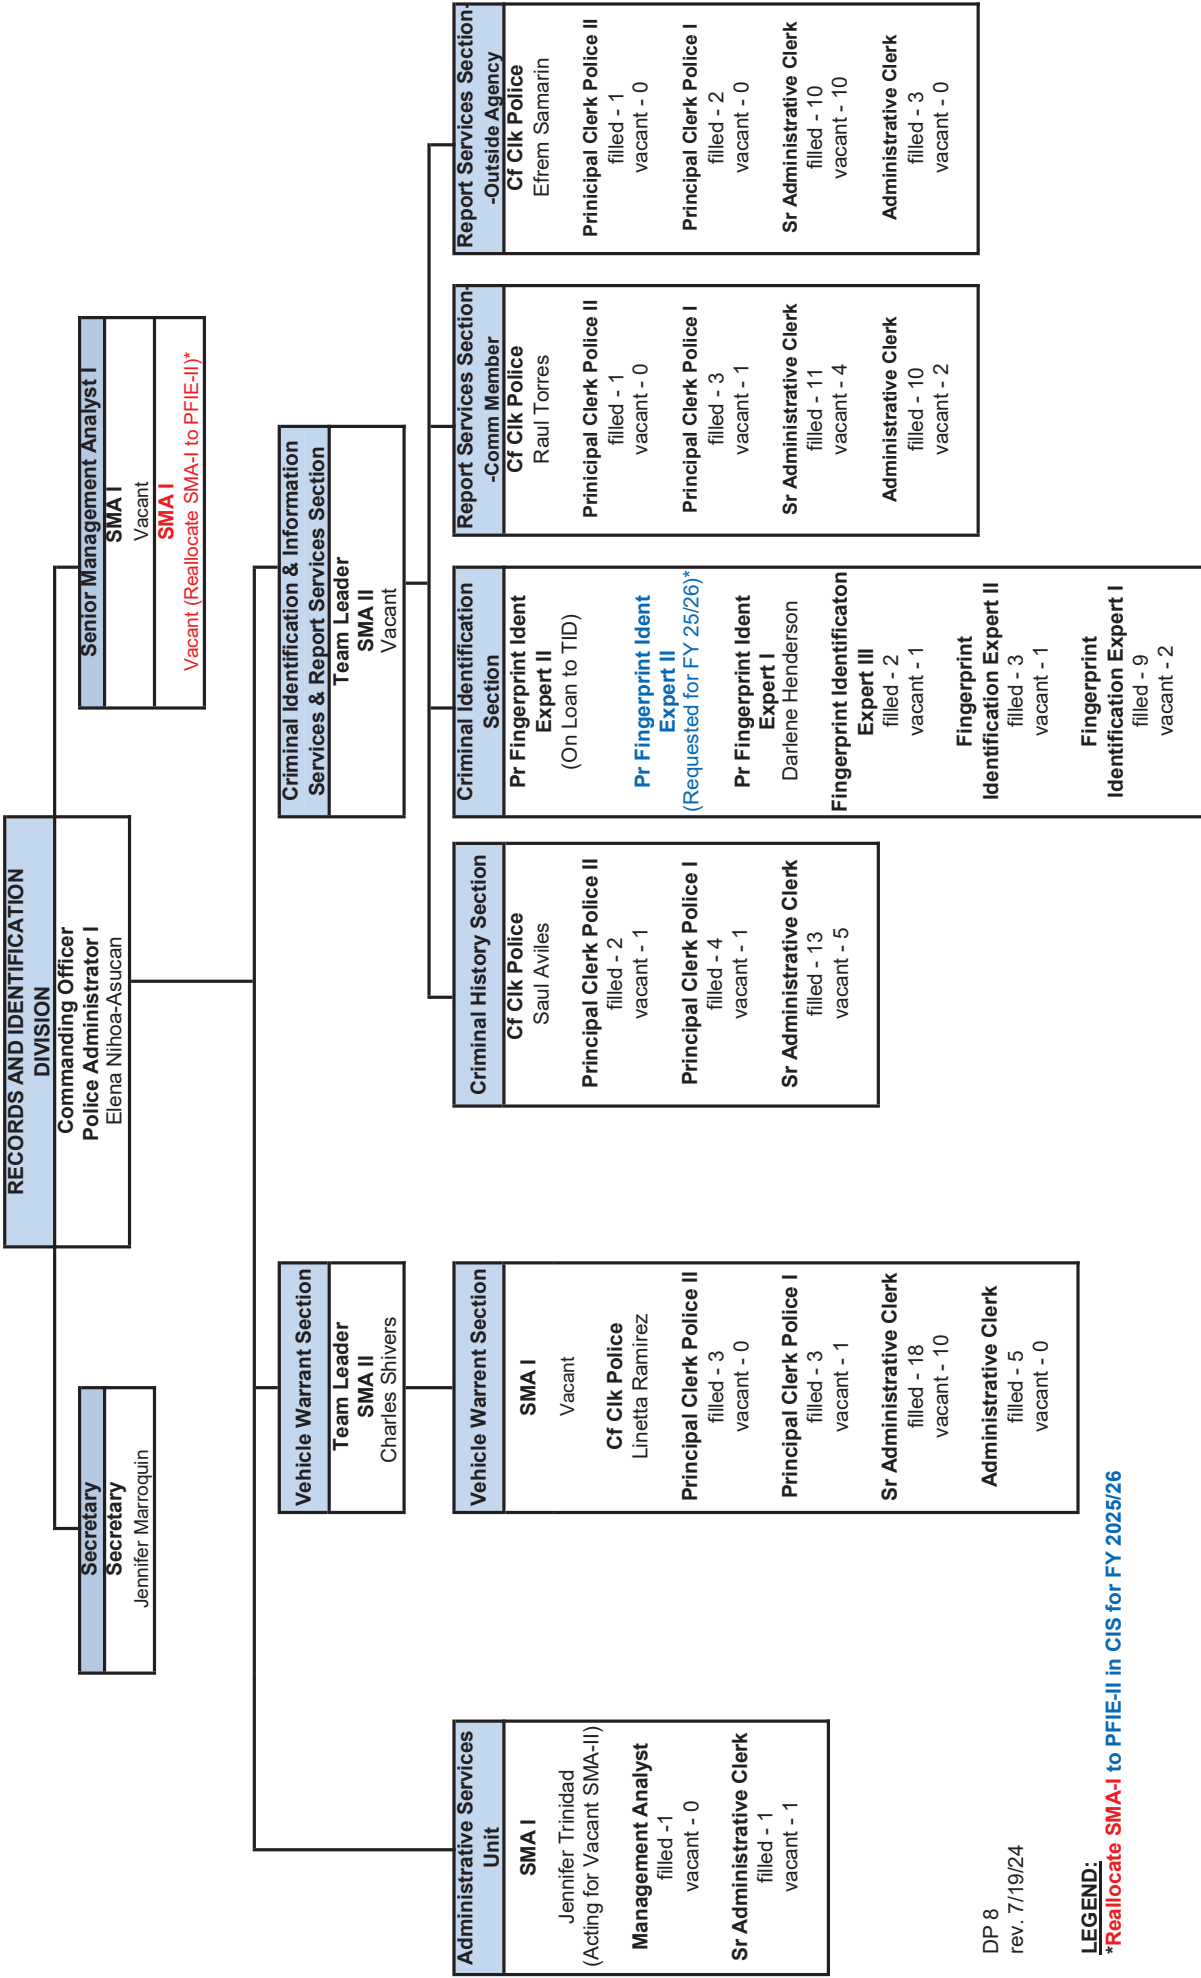 RECORDS AND IDENTIFICATION
DIVISION
Commanding Officer
Police Administrator I
Elena Nihoa-Asucan
Secretary
Secretary
Jennifer Marroquin
Senior Management Analyst I
SMA I
Vacant
SMA I
Vacant (Reallocate SMA-I to PFIE-II)*
Vehicle Warrant Section
Team Leader
SMA II
Charles Shivers
Criminal Identification & Information
Services & Report Services Section
Team Leader
SMA II
Vacant
Administrative Services
Unit
SMA I
Jennifer Trinidad
(Acting for Vacant SMA-II)
Management Analyst
filled -1
vacant - 0
Sr Administrative Clerk
filled - 1
vacant - 1
Vehicle Warrent Section
SMA I
Vacant
Cf Clk Police
Linetta Ramirez
Principal Clerk Police II
filled - 3
vacant - 0
Principal Clerk Police I
filled - 3
vacant - 1
Sr Administrative Clerk
filled - 18
vacant - 10
Administrative Clerk
filled - 5
vacant - 0
Criminal History Section
Cf Clk Police
Saul Aviles
Principal Clerk Police II
filled - 2
vacant - 1
Principal Clerk Police I
filled - 4
vacant - 1
Sr Administrative Clerk
filled - 13
vacant - 5
Criminal Identification
Section
Pr Fingerprint Ident
Expert II
(On Loan to TID)
Pr Fingerprint Ident
Expert II
(Requested for FY 25/26)*
Pr Fingerprint Ident
Expert I
Darlene Henderson
Fingerprint Identificaton
Expert III
filled - 2
vacant - 1
Fingerprint
Identification Expert II
filled - 3
vacant - 1
Fingerprint
Identification Expert I
filled - 9
vacant - 2
Report Services Section-
-Comm Member
Cf Clk Police
Raul Torres
Prinicipal Clerk Police II
filled - 1
vacant - 0
Principal Clerk Police I
filled - 3
vacant - 1
Sr Administrative Clerk
filled - 11
vacant - 4
Administrative Clerk
filled - 10
vacant - 2
Report Services Section-
-Outside Agency
Cf Clk Police
Efrem Samarin
Prinicipal Clerk Police II
filled - 1
vacant - 0
Principal Clerk Police I
filled - 2
vacant - 0
Sr Administrative Clerk
filled - 10
vacant - 10
Administrative Clerk
filled - 3
vacant - 0
DP 8
rev. 7/19/24
LEGEND:
*Reallocate SMA-I to PFIE-II in CIS for FY 2025/26